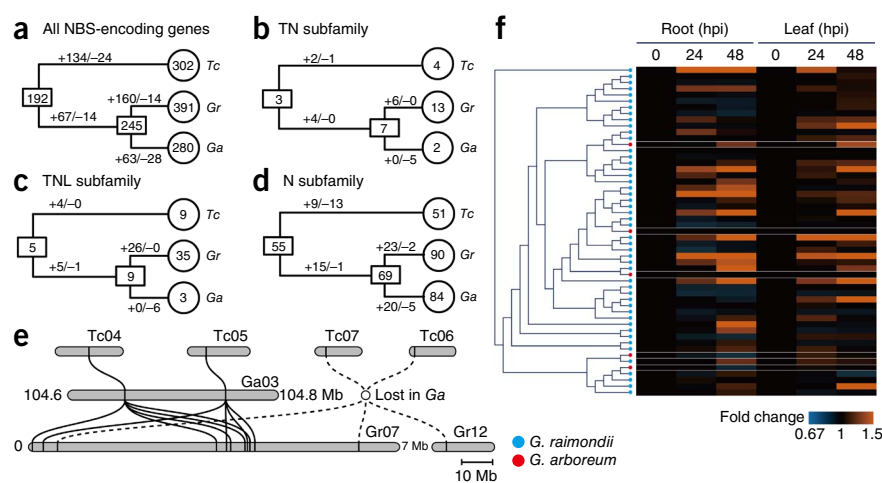 a All NBS-encoding genes
+134/−24
302 Tc
192
+160/−14
391 Gr
+67/−14
245
280 Ga
+63/−28
b TN subfamily
+2/−1
4 Tc
3
+6/−0
13 Gr
+4/−0
7
2 Ga
+0/−5
c TNL subfamily
+4/−0
9 Tc
5
+26/−0
35 Gr
+5/−1
9
3 Ga
+0/−6
d N subfamily
+9/−13
51 Tc
55
+23/−2
90 Gr
+15/−1
69
84 Ga
+20/−5
e
Tc04 Tc05 Tc07 Tc06
Ga03
104.6 104.8 Mb Lost in Ga
Gr07 Gr12
0 7 Mb
10 Mb
f
Root (hpi) Leaf (hpi)
0 24 48 0 24 48
Fold change
0.67 1 1.5
G. raimondii
G. arboreum